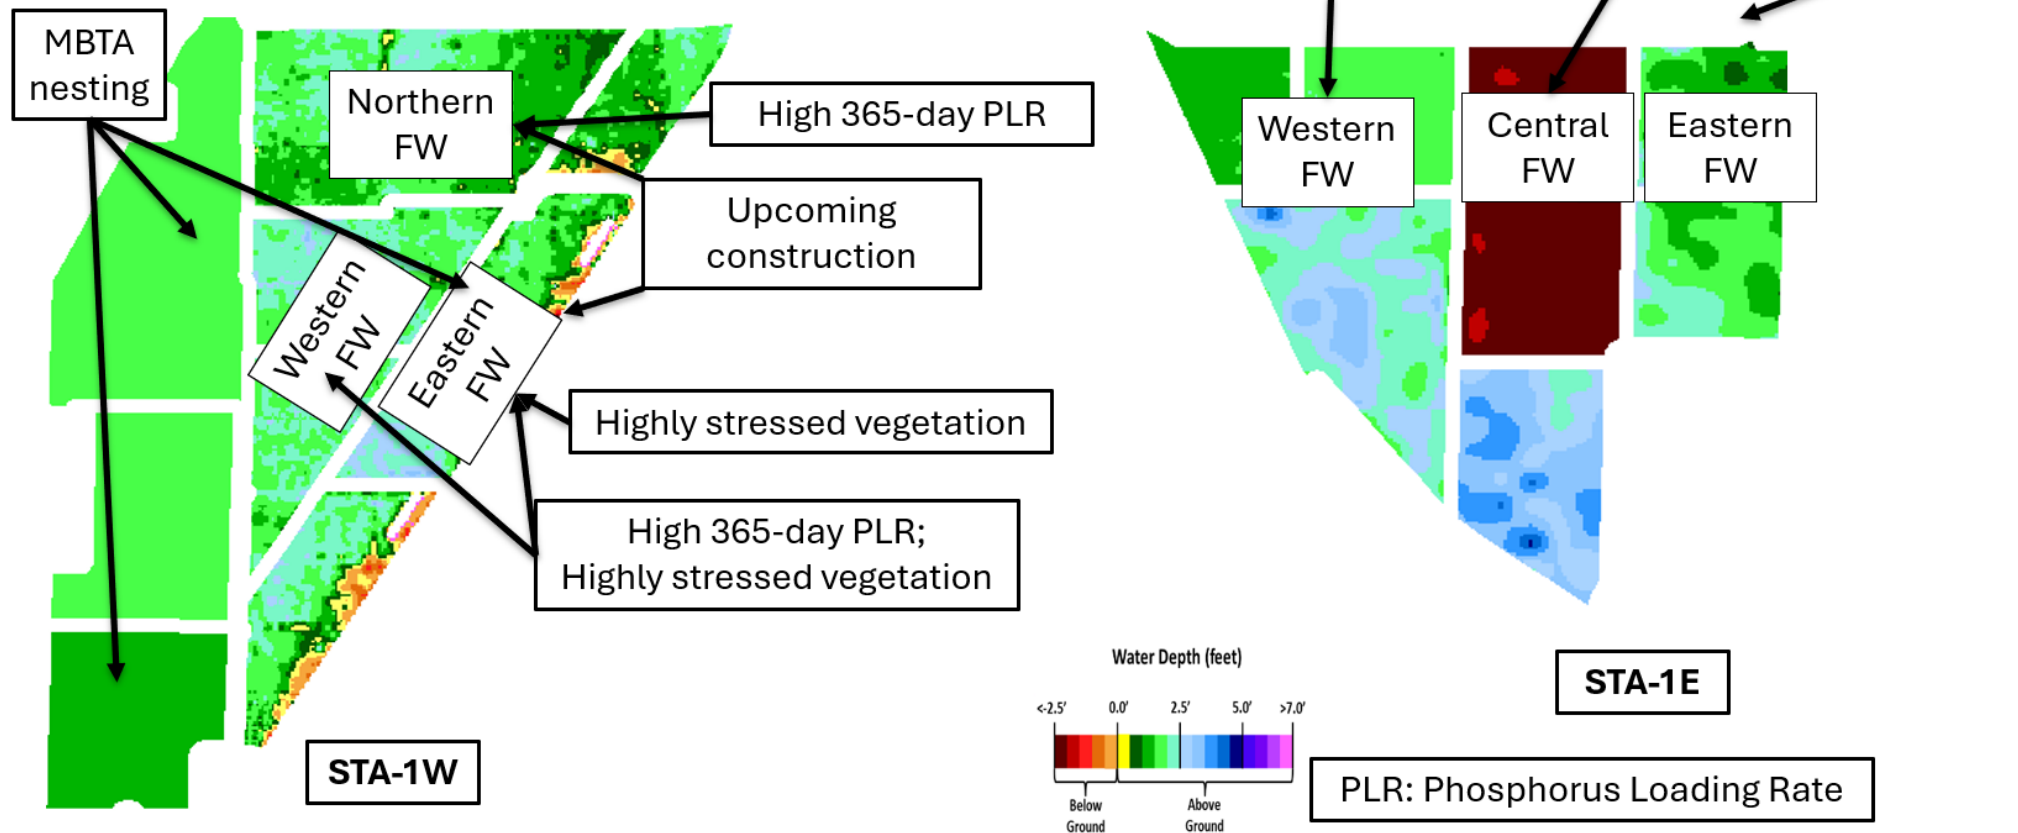 MBTA
nesting
Northern
FW
High 365-day PLR
Upcoming
construction
Western
FW
Eastern
FW
Highly stressed vegetation
High 365-day PLR;
Highly stressed vegetation
STA-1W
Western
FW
Central
FW
Eastern
FW
STA-1E
Water Depth (feet)
<-2.5' 0.0' 2.5' 5.0' >7.0'
Below
Ground
Above
Ground
PLR: Phosphorus Loading Rate